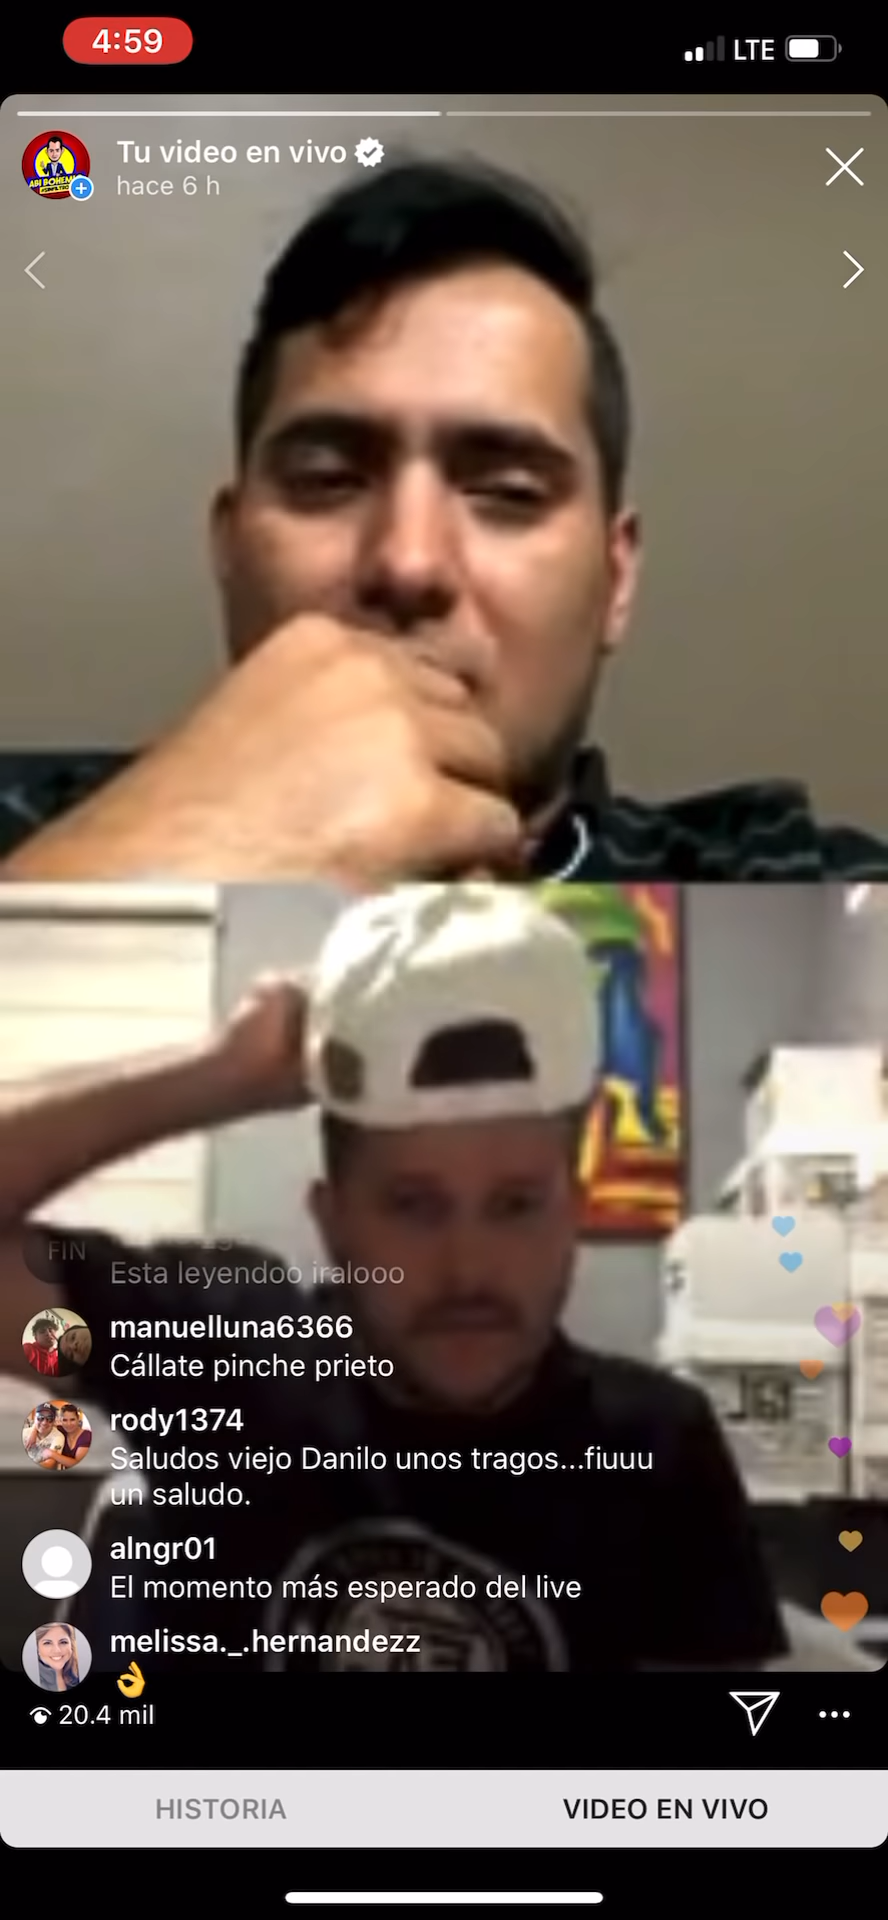 4:59
LTE
Tu video en vivo
hace 6 h
ABI BOHEM
FIN
Esta leyendoo iralooo
manuelluna6366
Cállate pinche prieto
rody1374
Saludos viejo Danilo unos tragos...fiuuu
un saludo.
alngr01
El momento más esperado del live
melissa._.hernandezz
👌
20.4 mil
HISTORIA
VIDEO EN VIVO